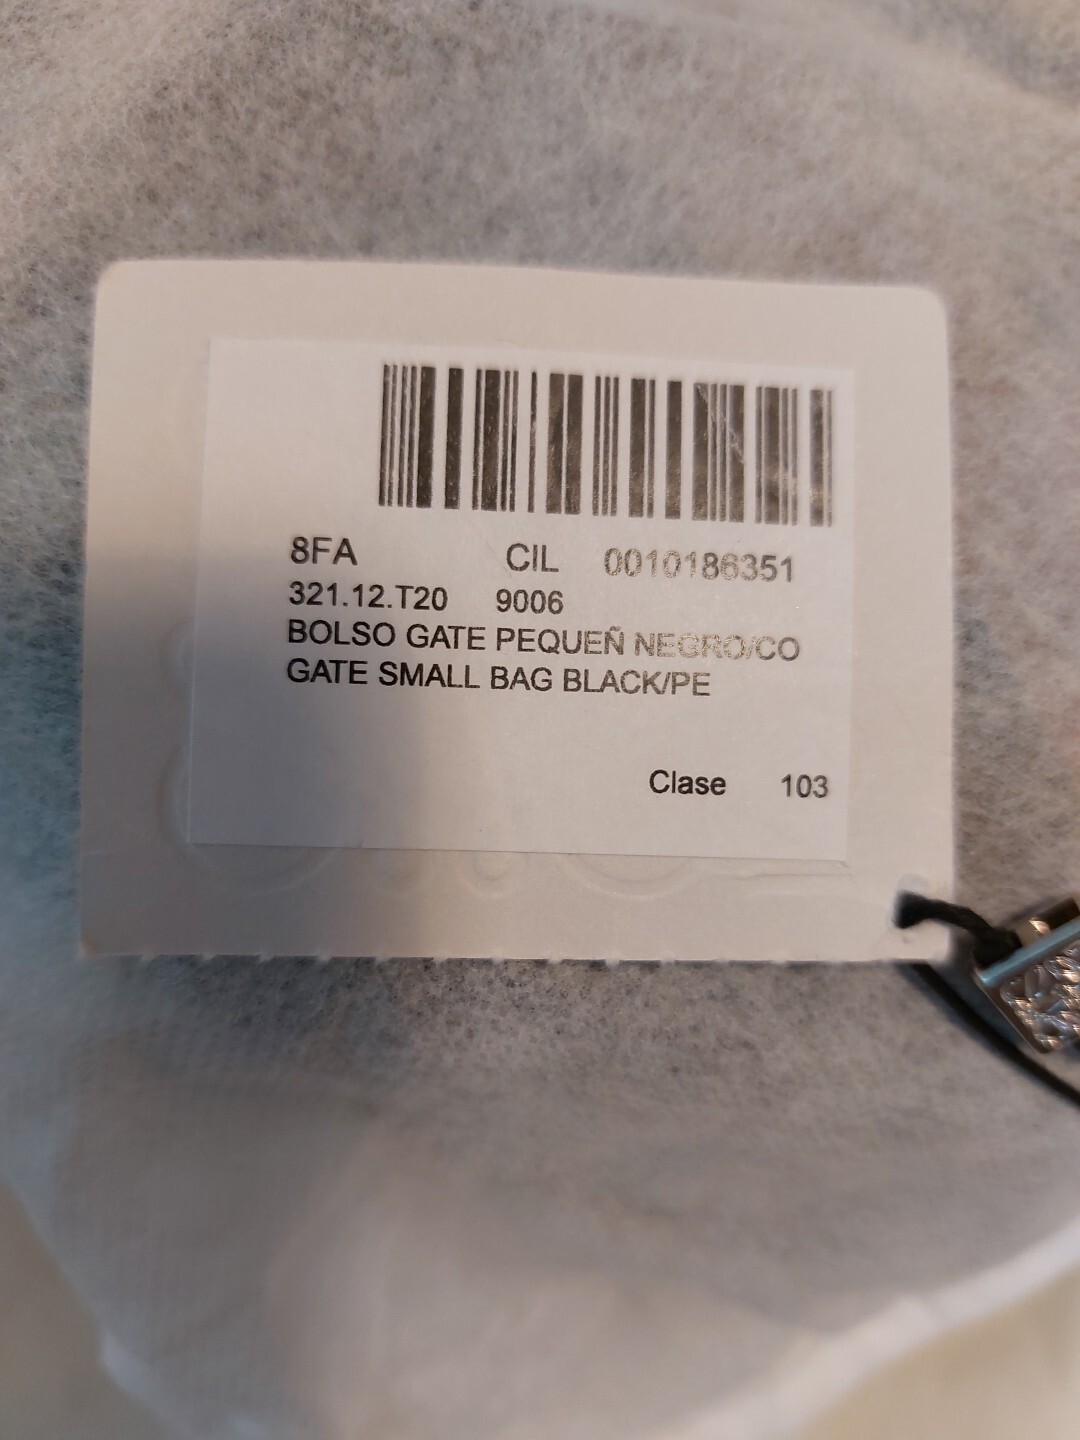 8FA CIL 0010186351
321.12.T20 9006
BOLSO GATE PEQUEÑ NEGRO/CO
GATE SMALL BAG BLACK/PE
Clase 103